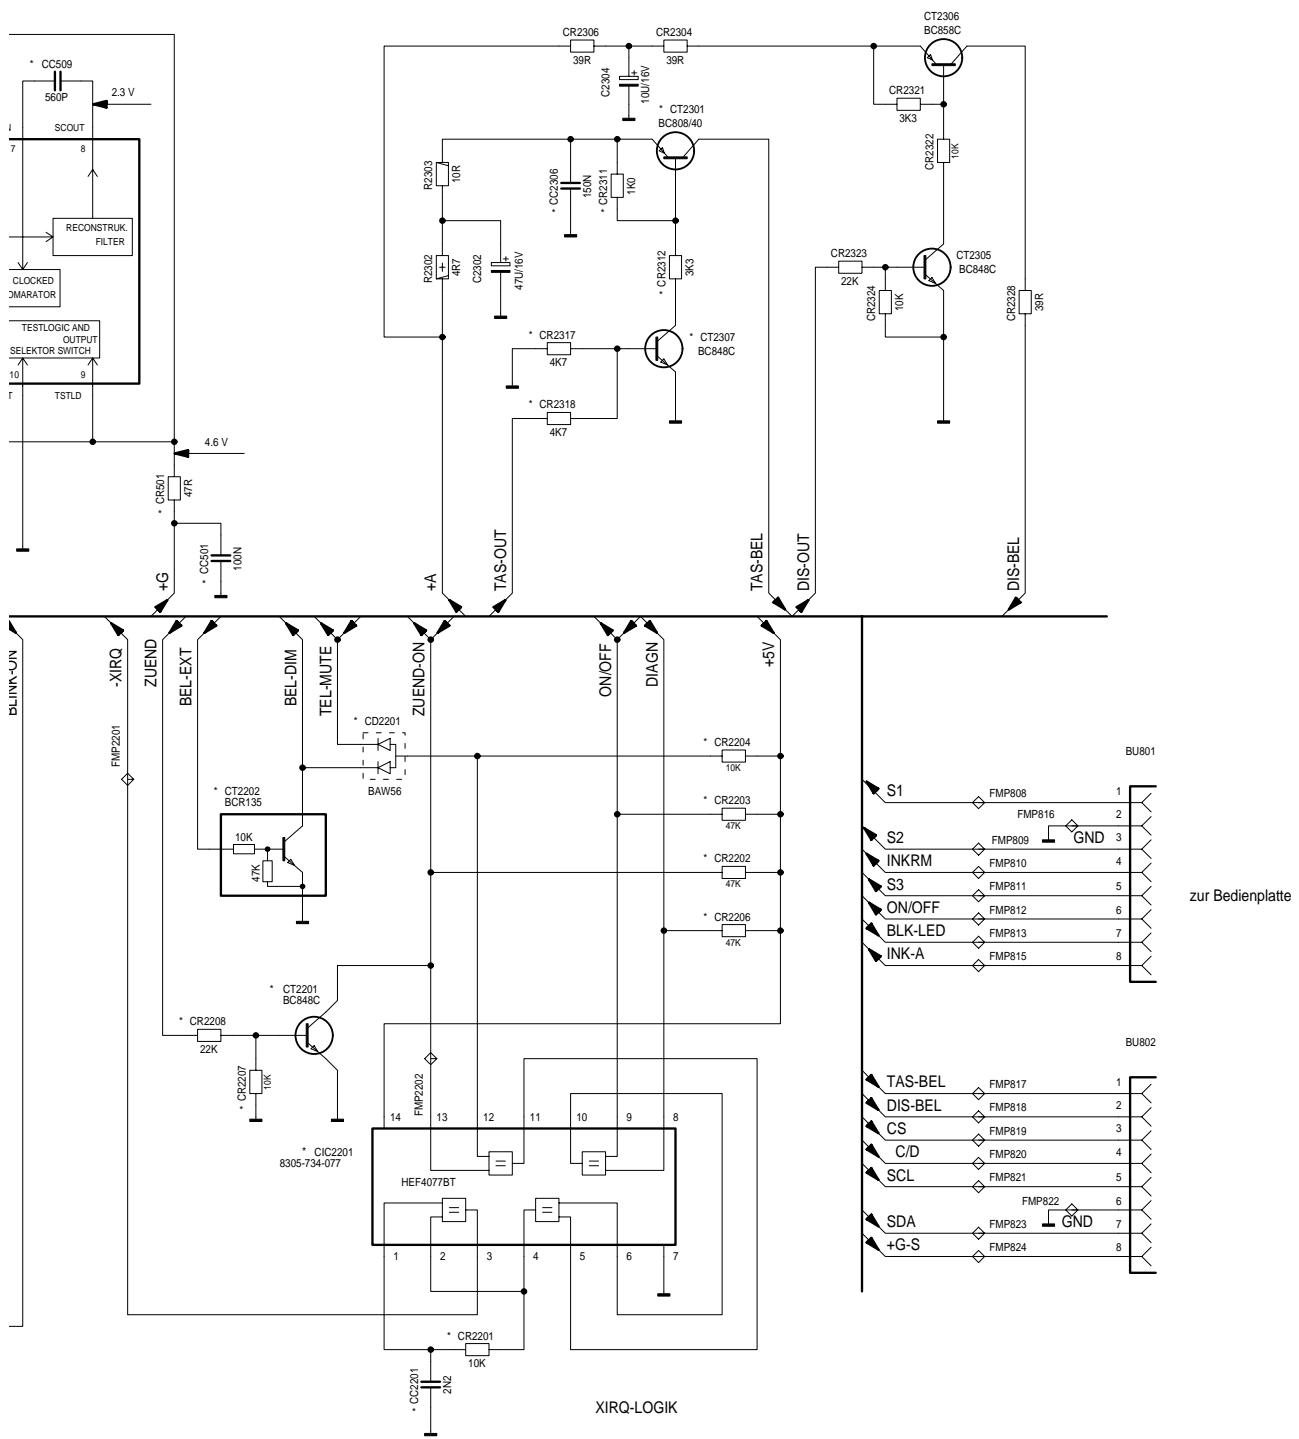 * CC509
560P
2.3 V
SCOUT
7
8
RECONSTRUK.
FILTER
CLOCKED
OMARATOR
TESTLOGIC AND
OUTPUT
SELEKTOR SWITCH
10
9
T
TSTLD
4.6 V
* CR501
47R
* CC501
100N
+G
CR2306
39R
CR2304
39R
C2304
10U/16V
+
CT2306
BC858C
CR2321
3K3
CR2322
10K
* CT2301
BC808/40
R2303
10R
* CC2306
150N
* CR2311
1K0
R2302
4R7
C2302
47U/16V
+
* CR2312
3K3
CR2323
22K
CR2324
10K
CT2305
BC848C
CR2328
39R
* CR2317
4K7
* CT2307
BC848C
* CR2318
4K7
+A
TAS-OUT
TAS-BEL
DIS-OUT
DIS-BEL
BLINK-ON
-XIRQ
ZUEND
BEL-EXT
BEL-DIM
TEL-MUTE
ZUEND-ON
ON/OFF
DIAGN
+5V
FMP2201
* CD2201
BAW56
* CR2204
10K
* CT2202
BCR135
10K
47K
* CR2203
47K
* CR2202
47K
* CR2206
47K
* CT2201
BC848C
* CR2208
22K
* CR2207
10K
FMP2202
* CIC2201
8305-734-077
14
13
12
11
10
9
8
HEF4077BT
=
=
=
=
1
2
3
4
5
6
7
* CR2201
10K
* CC2201
2N2
XIRQ-LOGIK
BU801
S1
FMP808
1
FMP816
GND
2
S2
FMP809
3
INKRM
FMP810
4
S3
FMP811
5
ON/OFF
FMP812
6
BLK-LED
FMP813
7
INK-A
FMP815
8
zur Bedienplatte
BU802
TAS-BEL
FMP817
1
DIS-BEL
FMP818
2
CS
FMP819
3
C/D
FMP820
4
SCL
FMP821
5
FMP822
GND
6
SDA
FMP823
7
+G-S
FMP824
8